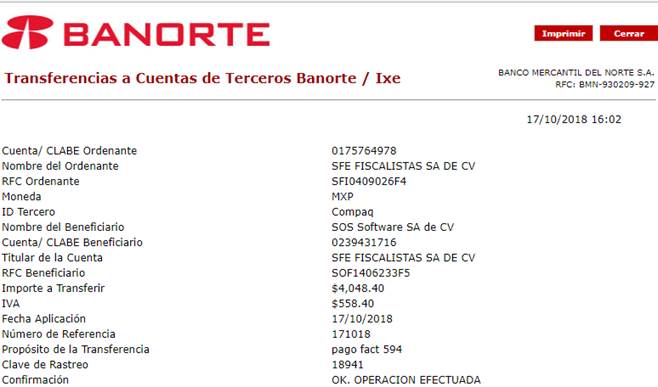 BANORTE
Imprimir Cerrar
Transferencias a Cuentas de Terceros Banorte / Ixe
BANCO MERCANTIL DEL NORTE S.A.
RFC: BMN-930209-927
17/10/2018 16:02
Cuenta/ CLABE Ordenante 0175764978
Nombre del Ordenante SFE FISCALISTAS SA DE CV
RFC Ordenante SFI0409026F4
Moneda MXP
ID Tercero Compaq
Nombre del Beneficiario SOS Software SA de CV
Cuenta/ CLABE Beneficiario 0239431716
Titular de la Cuenta SFE FISCALISTAS SA DE CV
RFC Beneficiario SOF1406233F5
Importe a Transferir $4,048.40
IVA $558.40
Fecha Aplicación 17/10/2018
Número de Referencia 171018
Propósito de la Transferencia pago fact 594
Clave de Rastreo 18941
Confirmación OK. OPERACION EFECTUADA